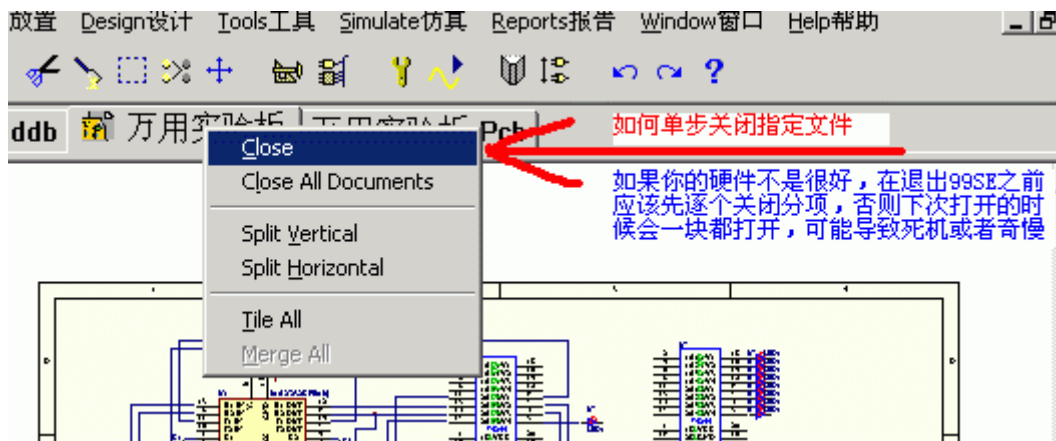 放置 Design设计 Tools工具 Simulate仿真 Reports报告 Window窗口 Help帮助
ddb 万用实验板 万用实验板.Pcb
如何单步关闭指定文件
Close
Close All Documents
如果你的硬件不是很好，在退出99SE之前
应该先逐个关闭分项，否则下次打开的时
候会一块都打开，可能导致死机或者奇慢
Split Vertical
Split Horizontal
Tile All
Merge All